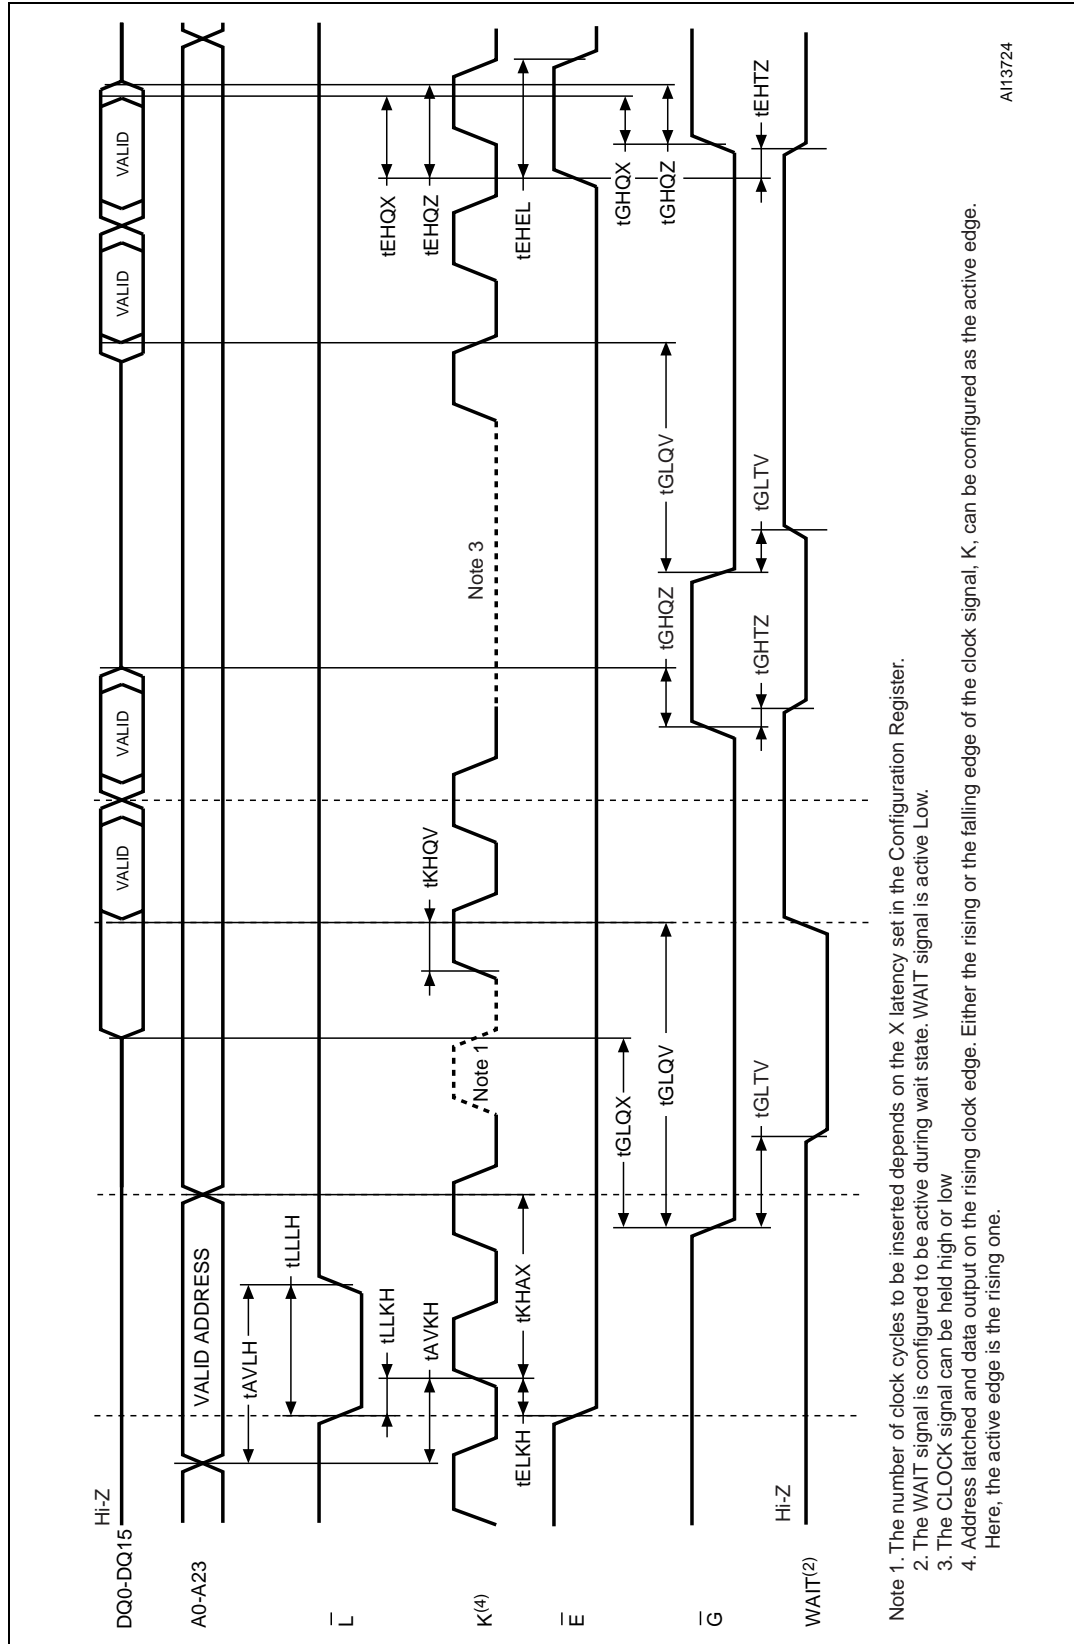 Hi-Z
DQ0-DQ15
VALID
VALID
VALID
VALID
A0-A23
VALID ADDRESS
tAVLH
tLLLH
L
tLLKH
tAVKH
tEHQX
tEHQZ
tKHQV
K(4)
Note 1
Note 3
tELKH
tKHAX
tEHEL
E
tGLQX
tGHQX
tGLQV
tGHQZ
tGLQV
tGHQZ
G
tGLTV
tGHTZ
tGLTV
tEHTZ
Hi-Z
WAIT(2)
Note 1. The number of clock cycles to be inserted depends on the X latency set in the Configuration Register.
2. The WAIT signal is configured to be active during wait state. WAIT signal is active Low.
3. The CLOCK signal can be held high or low
4. Address latched and data output on the rising clock edge. Either the rising or the falling edge of the clock signal, K, can be configured as the active edge.
Here, the active edge is the rising one.
AI13724